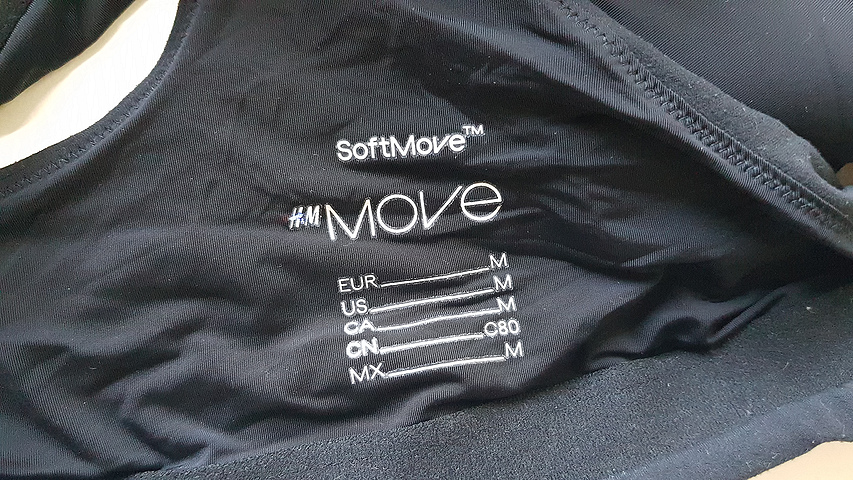 SoftMove™
H&M MOVE
EUR M
US M
CA M
CN C80
MX M